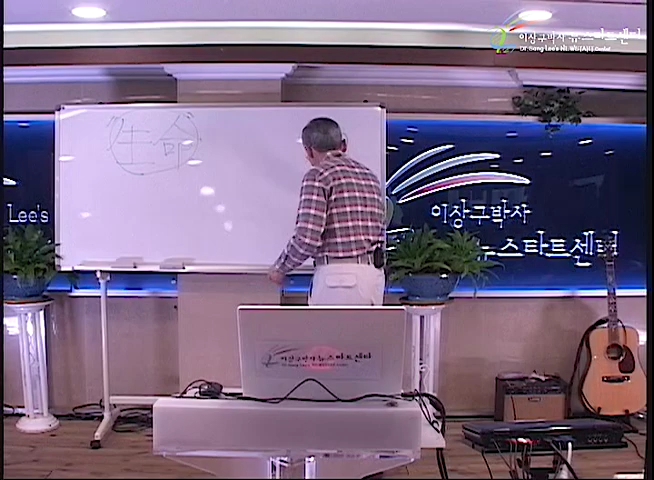 이상구박사 뉴스타트센터
Dr. Sang Lee's NEWSTART Center
生命
Lee's
이상구박사
뉴스타트센터
이상구박사 뉴스타트센터